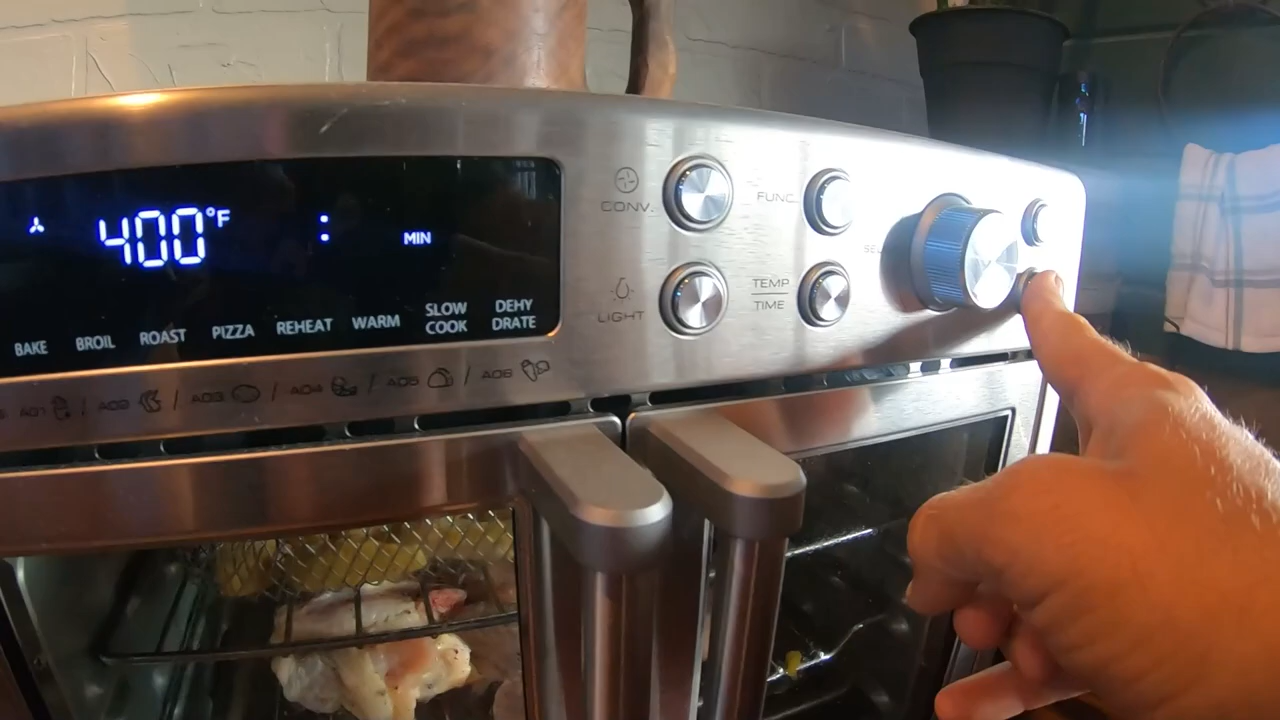 400°F : MIN
BAKE BROIL ROAST PIZZA REHEAT WARM SLOW COOK DEHY DRATE
A01 / A02 / A03 / A04 / A05 / A06
CONV.
FUNC.
LIGHT
TEMP
TIME